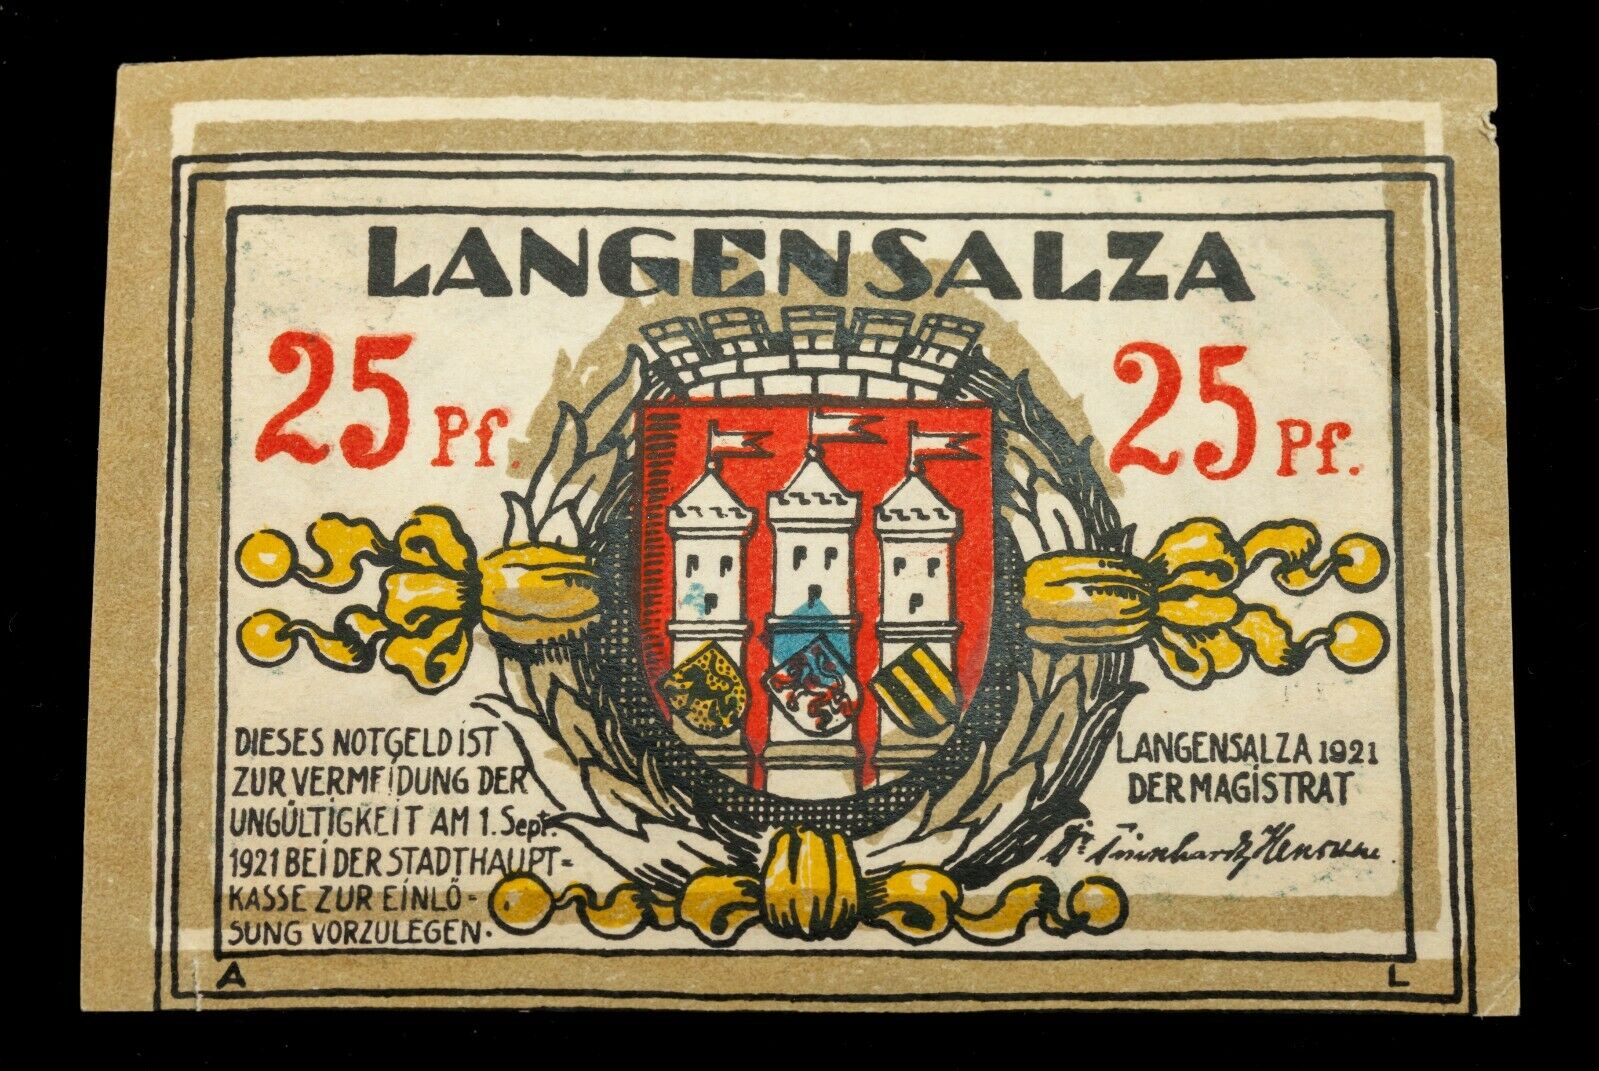 LANGENSALZA
25 Pf.
25 Pf.
DIESES NOTGELD IST
ZUR VERMEIDUNG DER
UNGÜLTIGKEIT AM 1. Sept.
1921 BEI DER STADTHAUPT-
KASSE ZUR EINLÖ-
SUNG VORZULEGEN.
LANGENSALZA 1921
DER MAGISTRAT
A
L